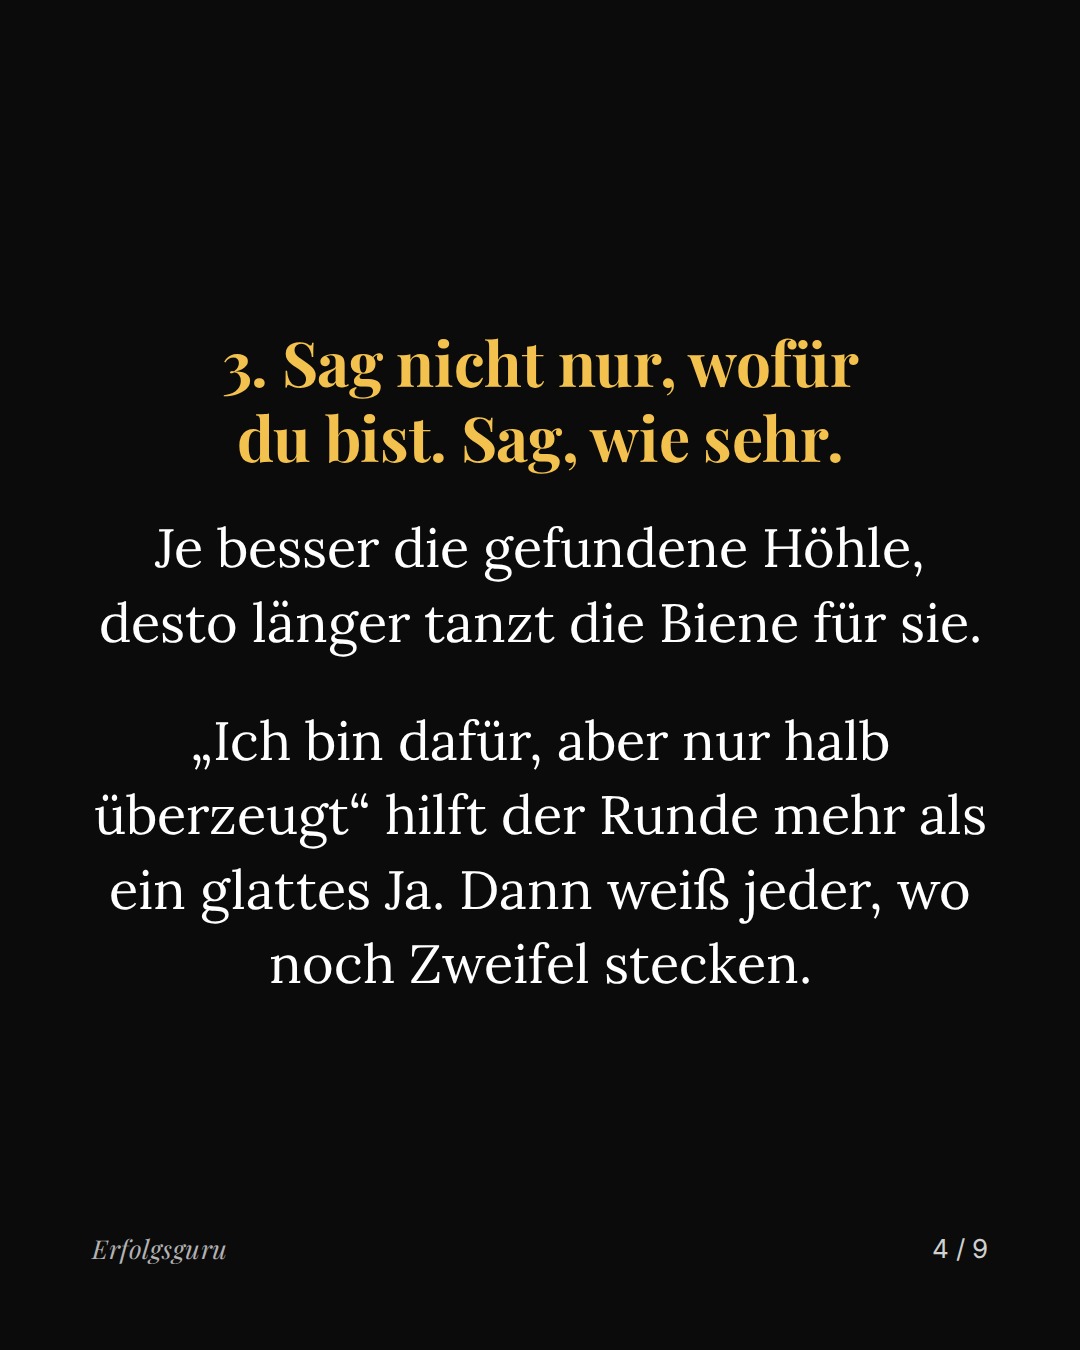 3. Sag nicht nur, wofür
du bist. Sag, wie sehr.
Je besser die gefundene Höhle,
desto länger tanzt die Biene für sie.
„Ich bin dafür, aber nur halb
überzeugt“ hilft der Runde mehr als
ein glattes Ja. Dann weiß jeder, wo
noch Zweifel stecken.
Erfolgsguru
4 / 9